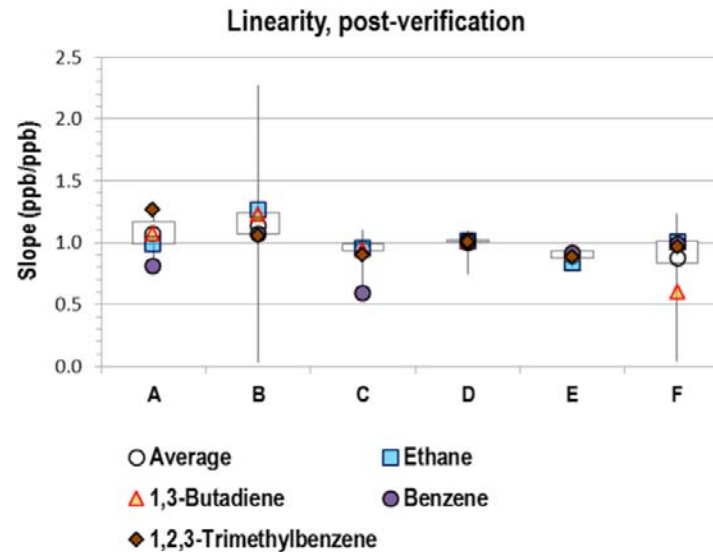 Linearity, post-verification
Slope (ppb/ppb)
2.5
2.0
1.5
1.0
0.5
0.0
A B C D E F
Average Ethane
1,3-Butadiene Benzene
1,2,3-Trimethylbenzene